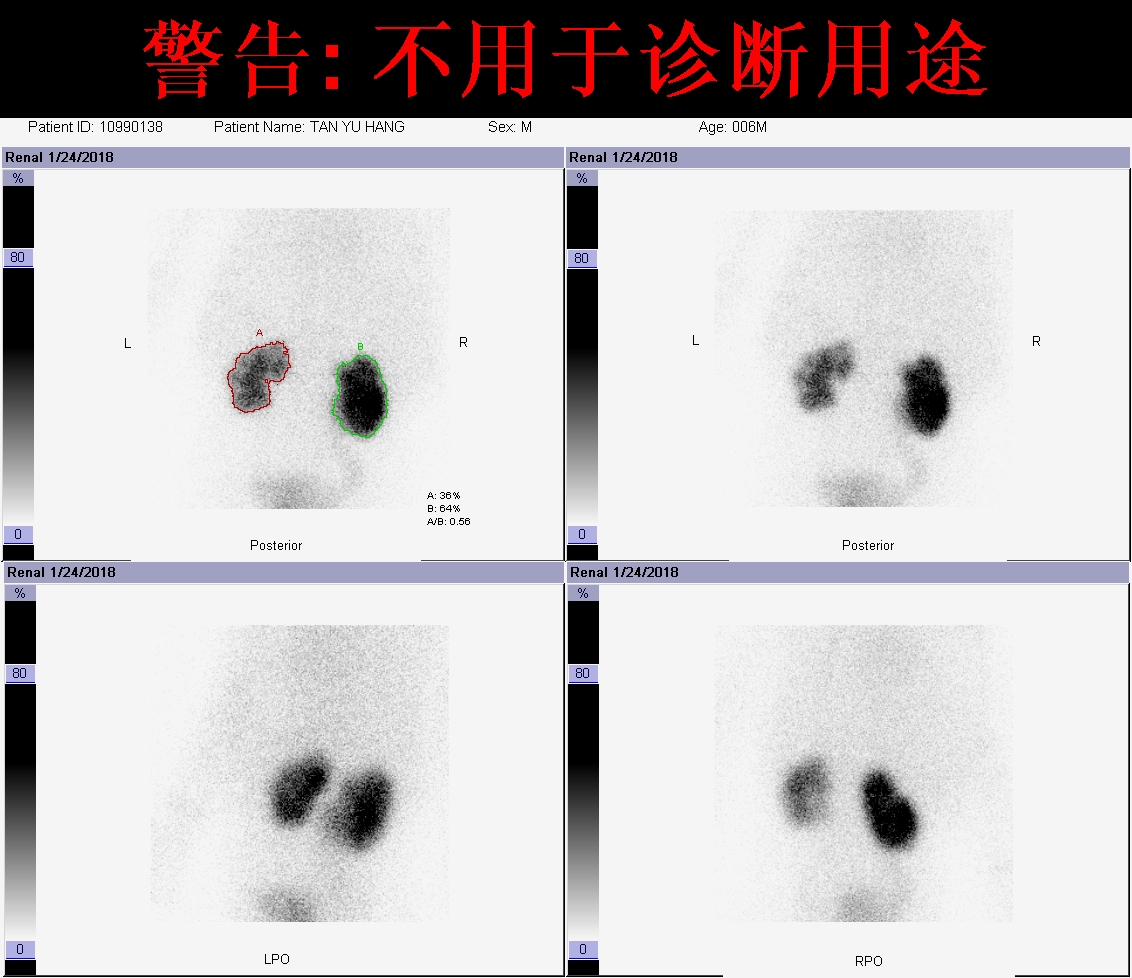 警告: 不用于诊断用途
Patient ID: 10990138 Patient Name: TAN YU HANG Sex: M Age: 006M
Renal 1/24/2018
%
80
L
A
B
R
A: 36%
B: 64%
A/B: 0.56
0
Posterior
Renal 1/24/2018
%
80
L
R
0
Posterior
Renal 1/24/2018
%
80
0
LPO
Renal 1/24/2018
%
80
0
RPO